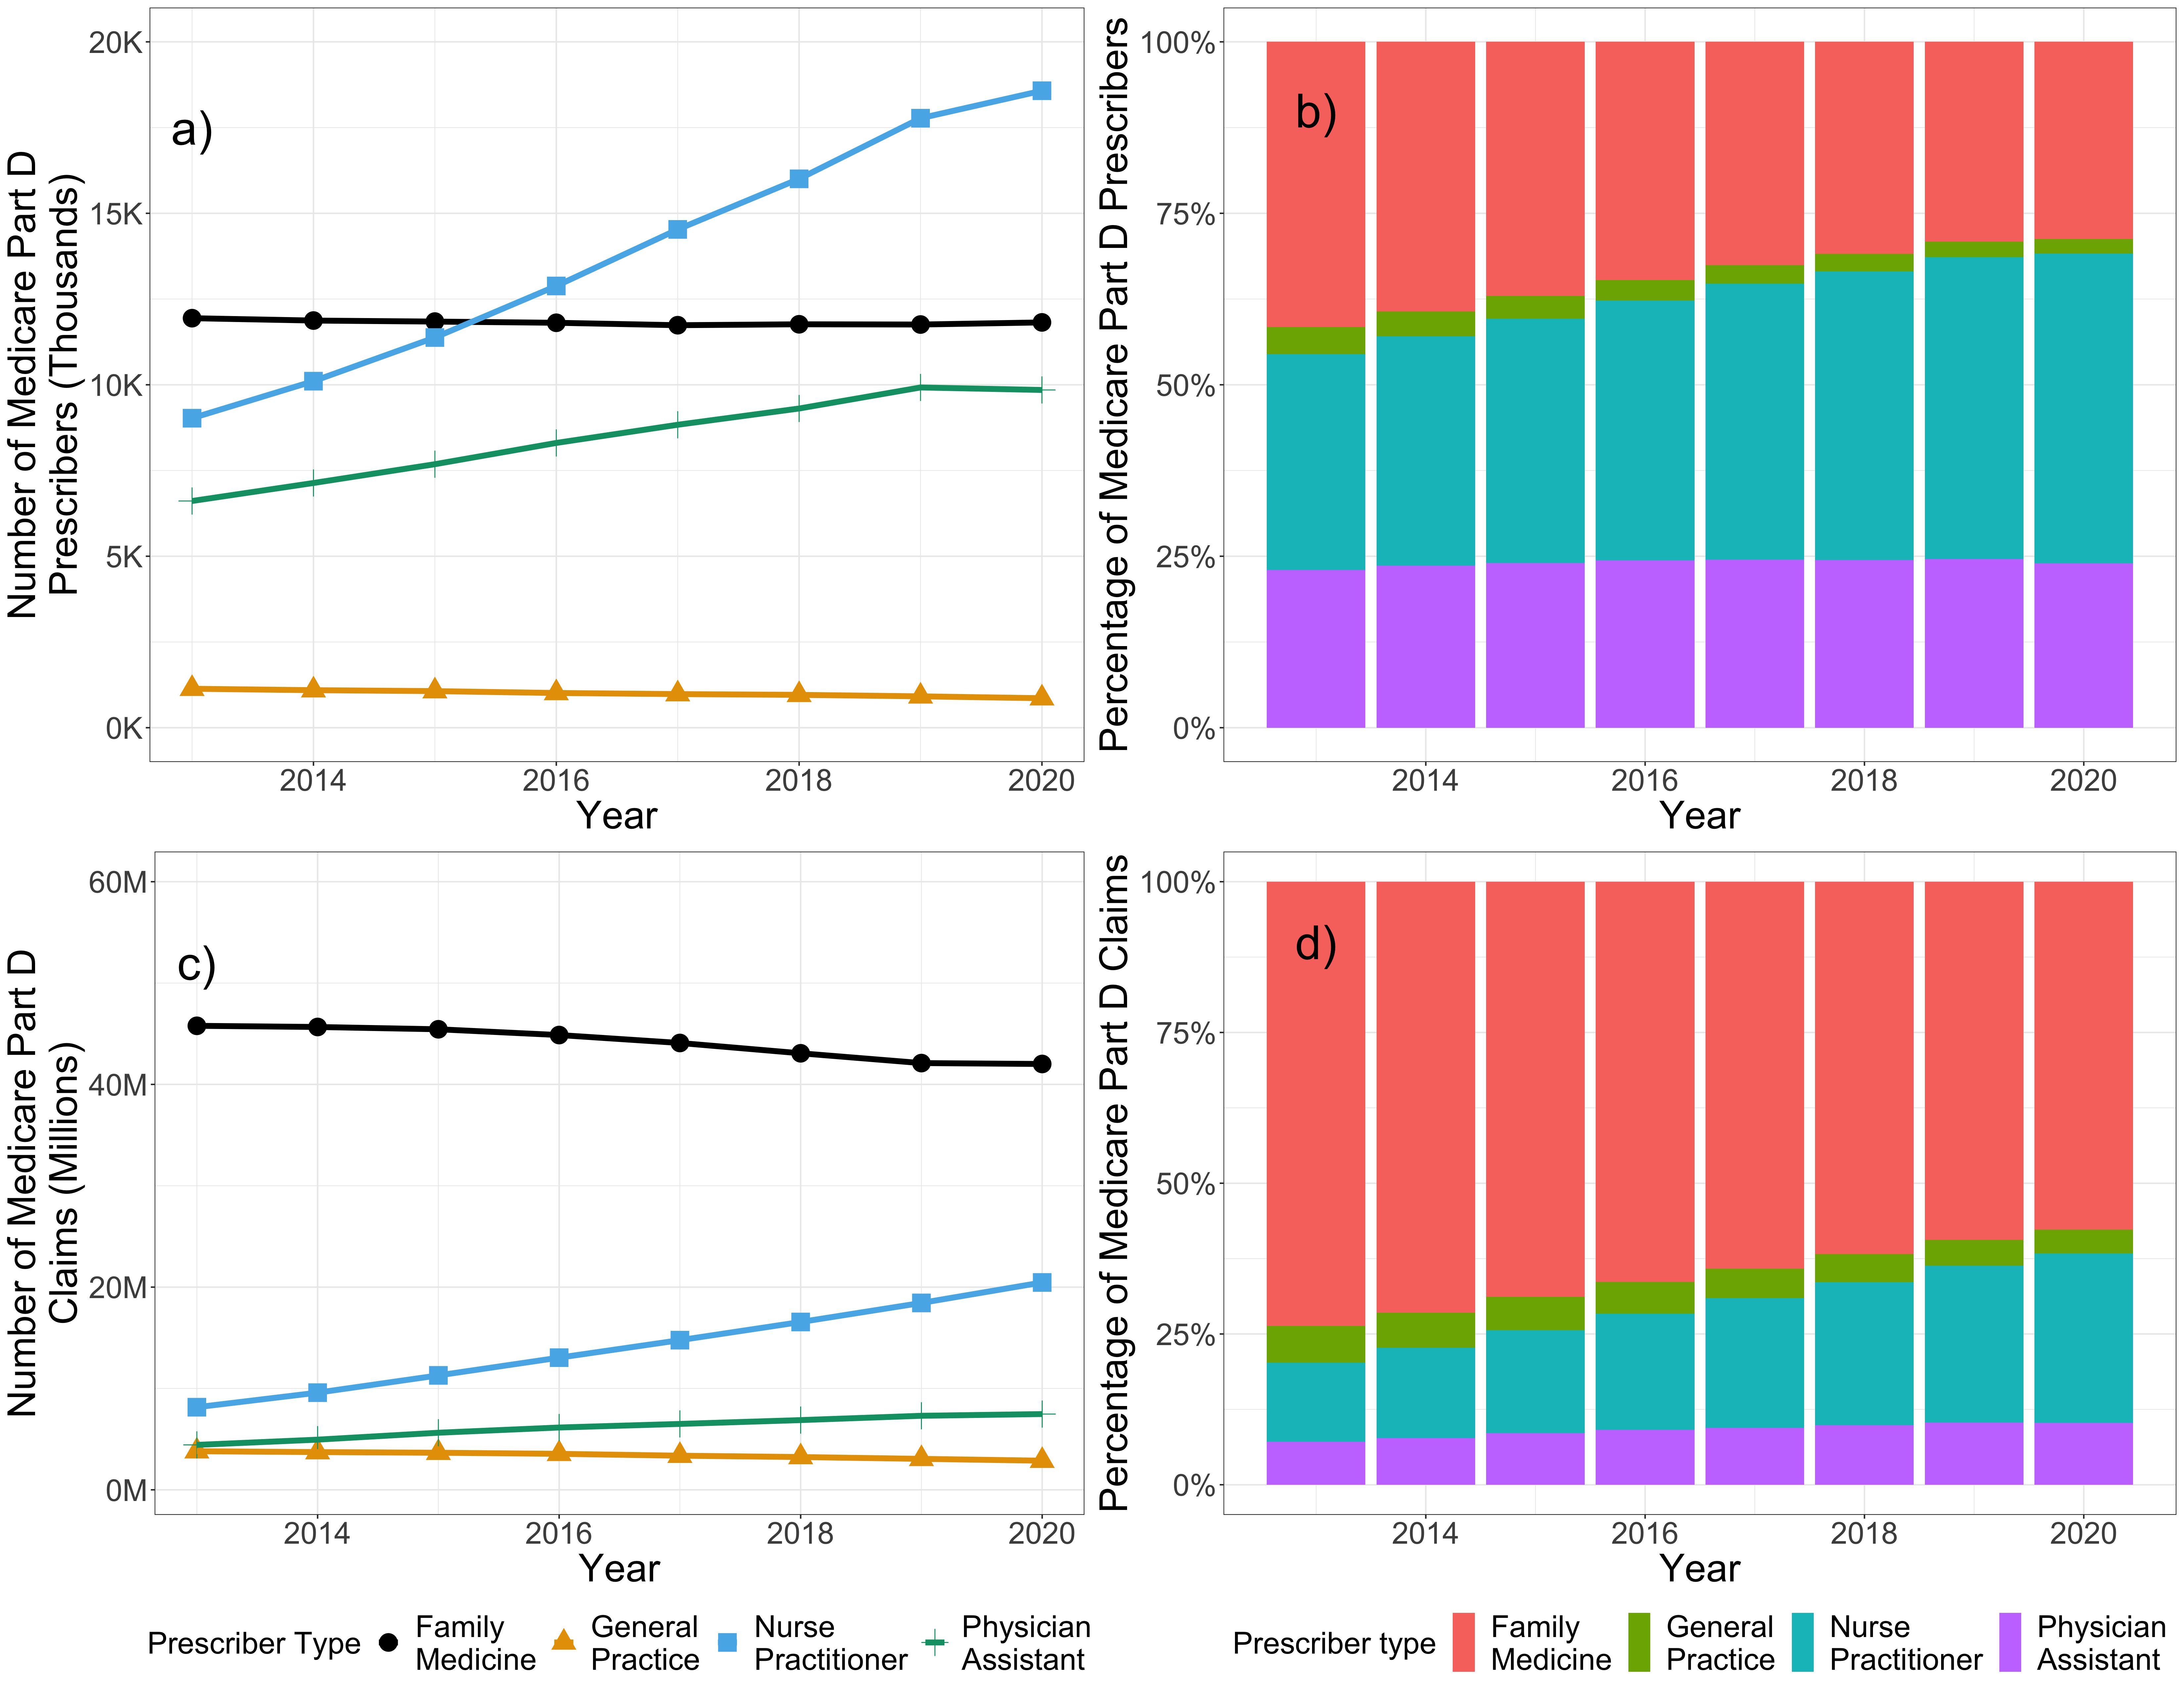 Number of Medicare Part D
Prescribers (Thousands)
20K
15K
10K
5K
0K
a)
2014
2016
2018
2020
Year
Percentage of Medicare Part D Prescribers
100%
75%
50%
25%
0%
b)
2014
2016
2018
2020
Year
Number of Medicare Part D
Claims (Millions)
60M
40M
20M
0M
c)
2014
2016
2018
2020
Year
Percentage of Medicare Part D Claims
100%
75%
50%
25%
0%
d)
2014
2016
2018
2020
Year
Prescriber Type
Family
Medicine
General
Practice
Nurse
Practitioner
Physician
Assistant
Prescriber type
Family
Medicine
General
Practice
Nurse
Practitioner
Physician
Assistant